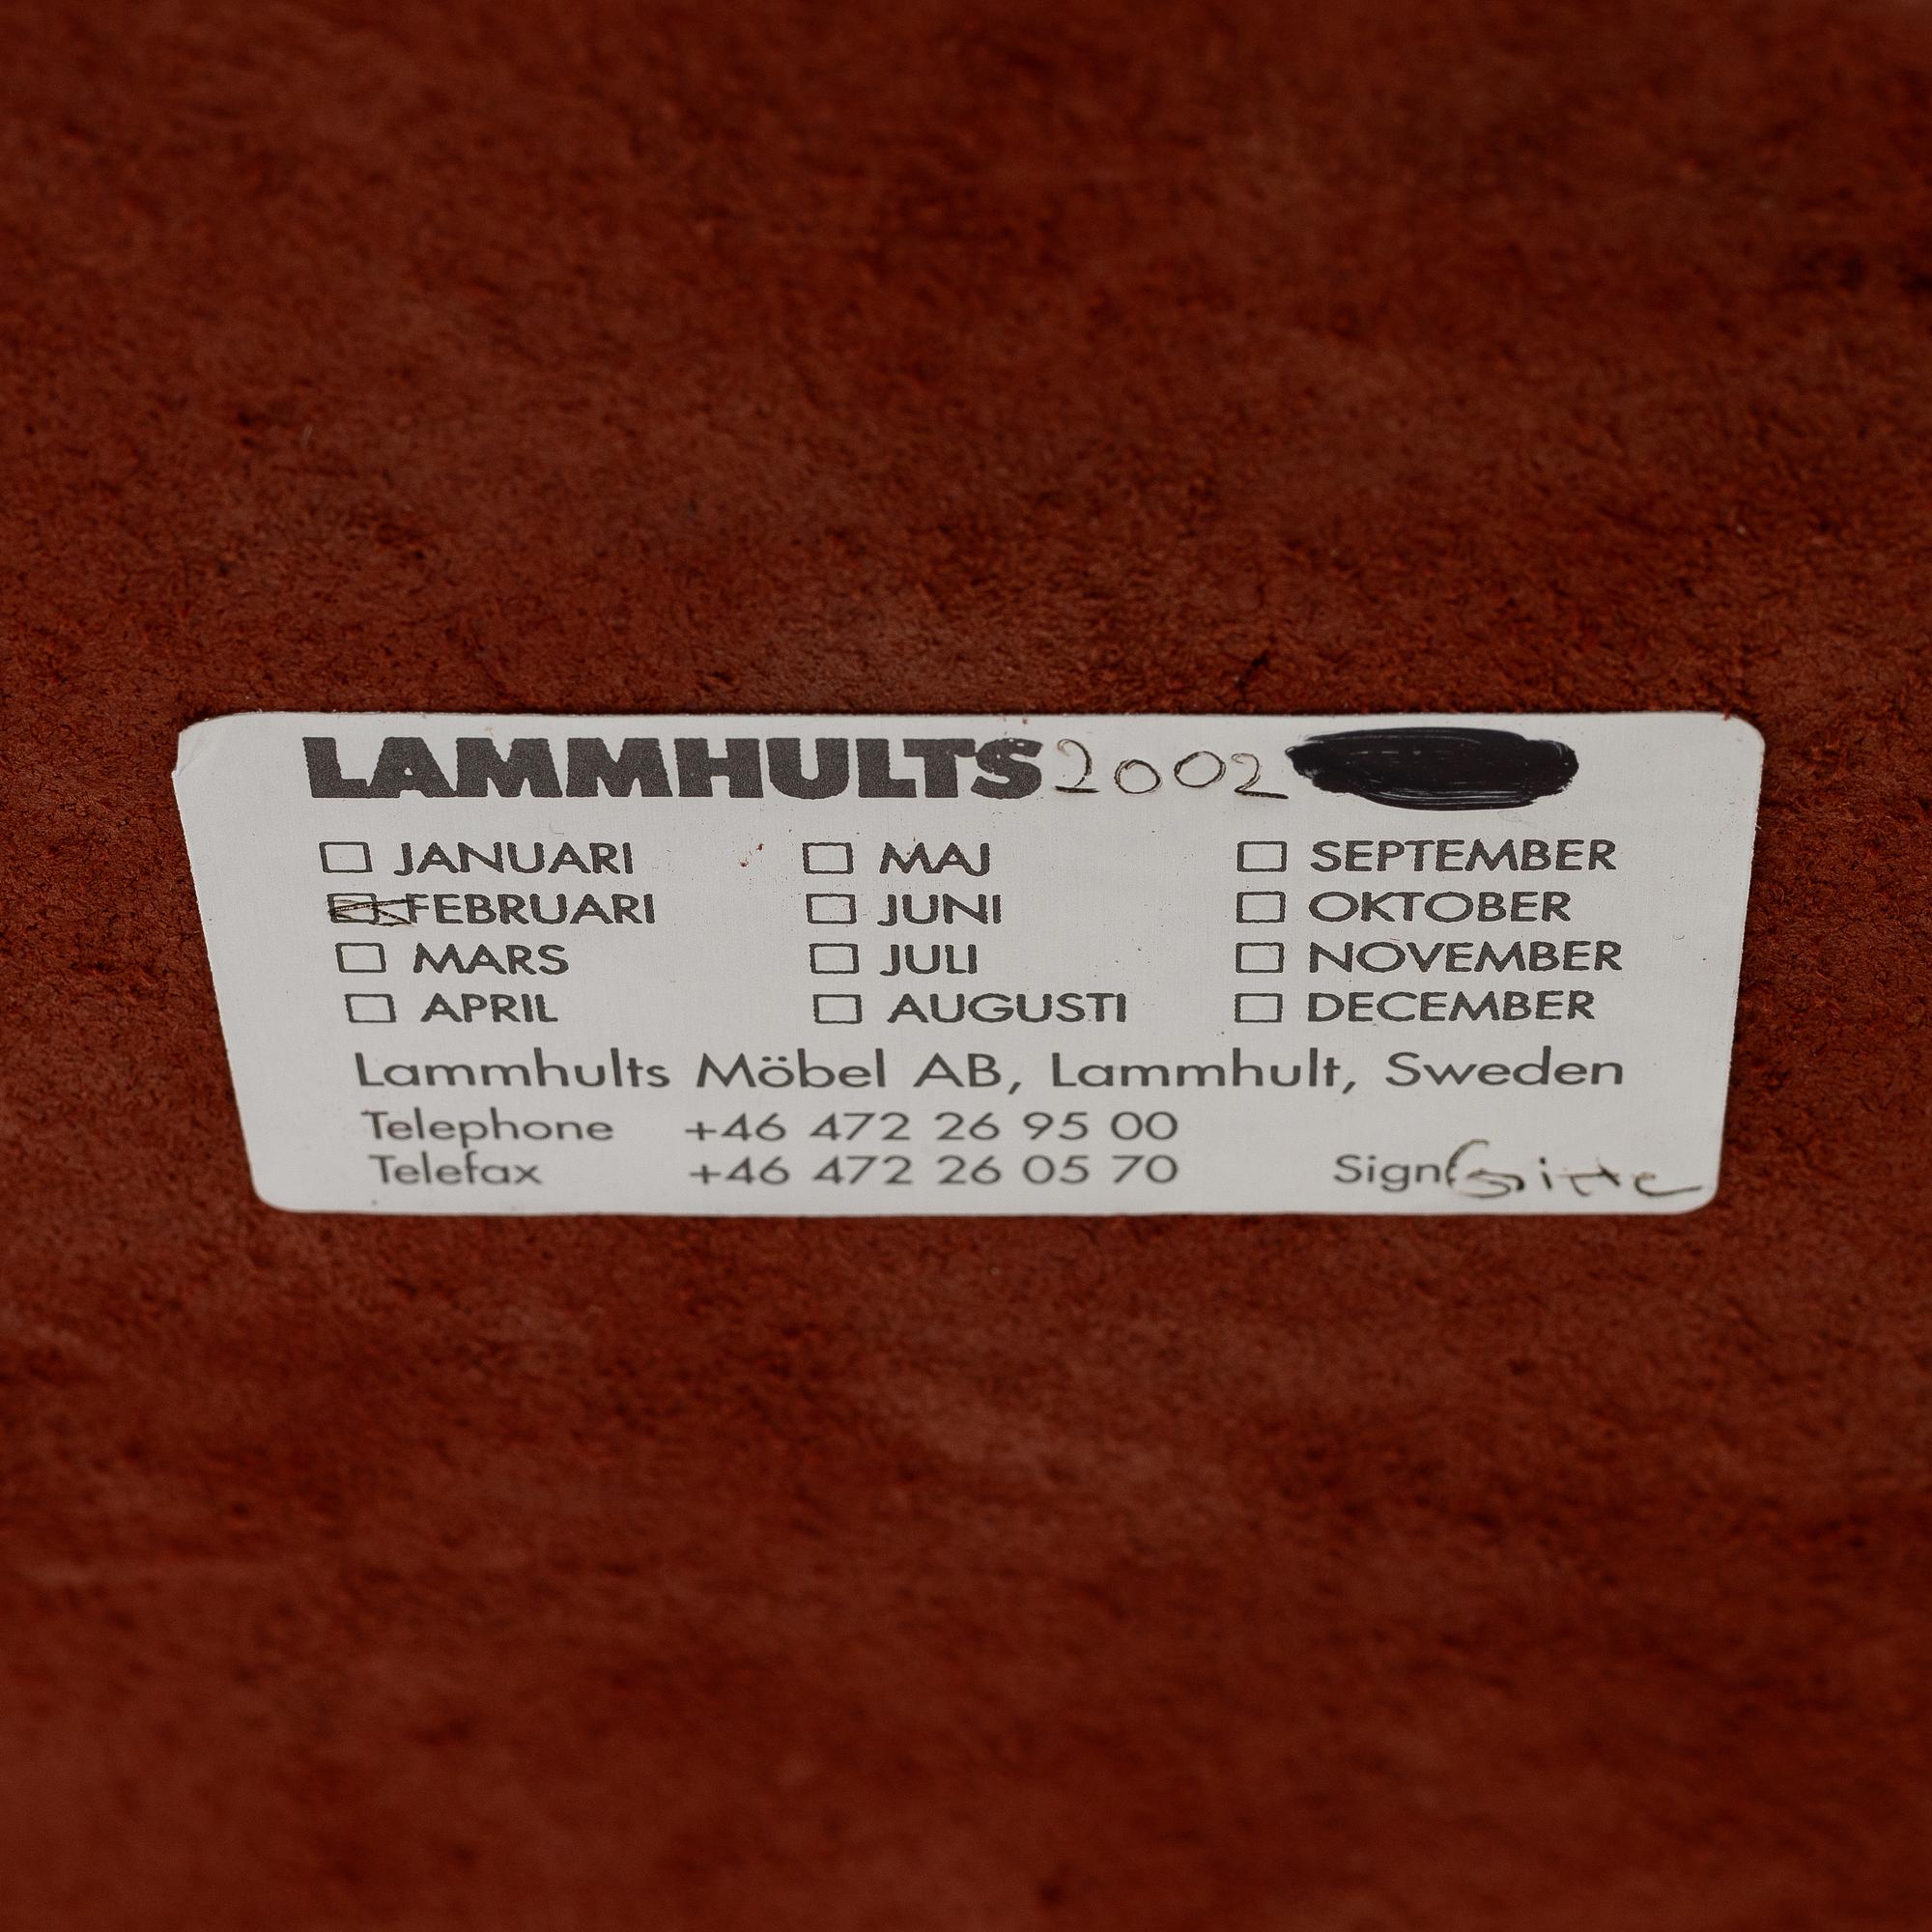 LAMMHULTS 2002
JANUARI MAJ SEPTEMBER
FEBRUARI JUNI OKTOBER
MARS JULI NOVEMBER
APRIL AUGUSTI DECEMBER
Lammhults Möbel AB, Lammhult, Sweden
Telephone +46 472 26 95 00
Telefax +46 472 26 05 70 Sign